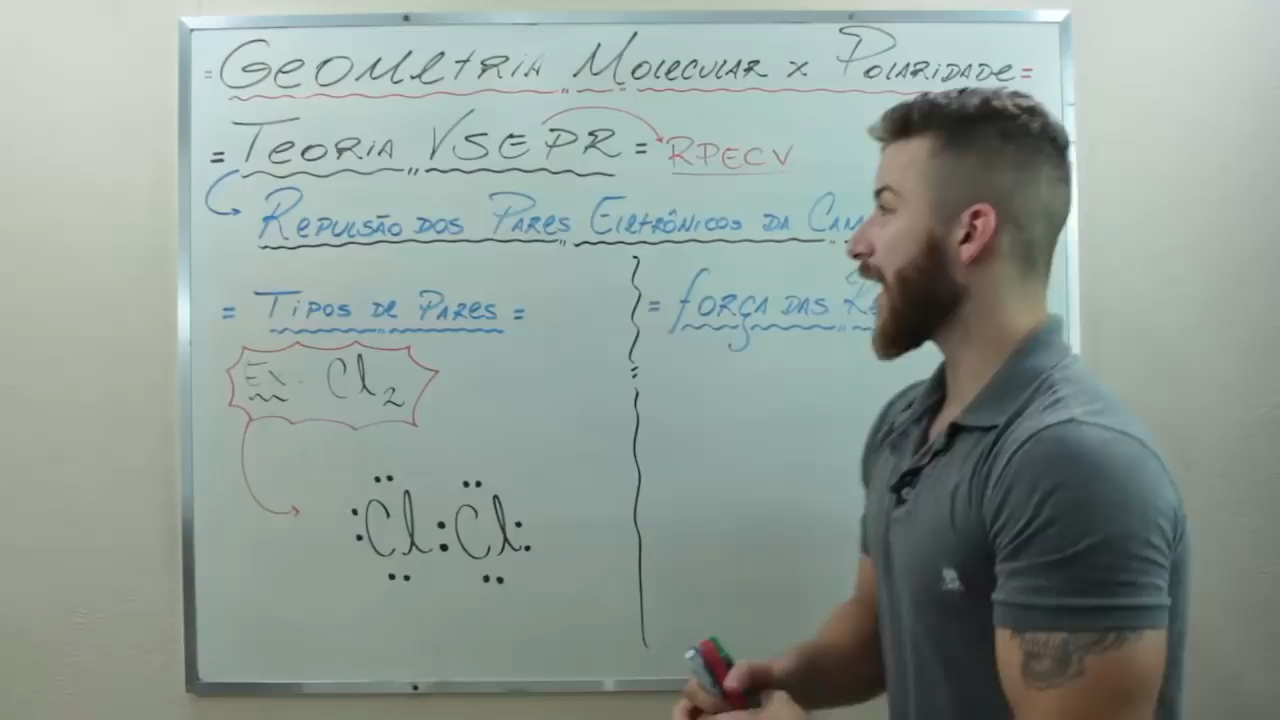 = Geometria Molecular x Polaridade =
= Teoria VSEPR = RPECV
Repulsão dos Pares Eletrônicos da
= Tipos de Pares =
= Força das
Ex. Cl2
:Cl:Cl: